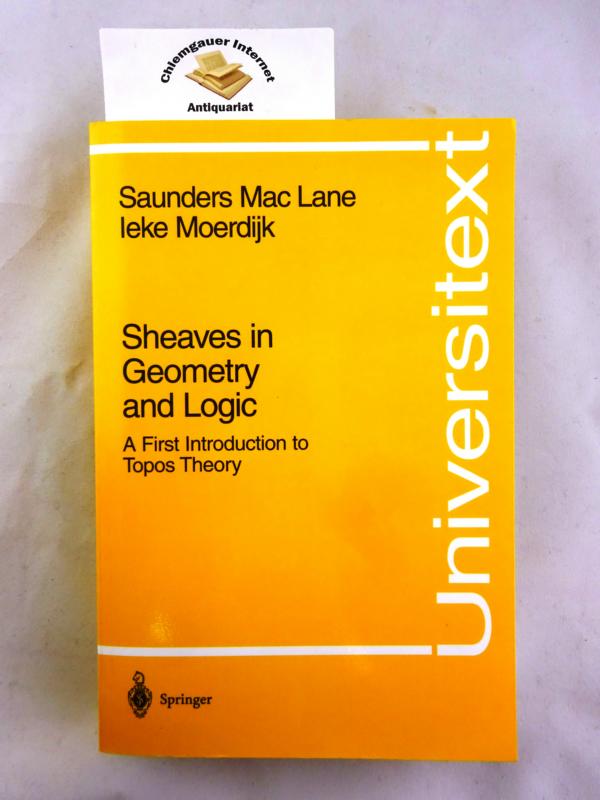 Chiemgauer Internet
Antiquariat
Saunders Mac Lane
Ieke Moerdijk
Sheaves in
Geometry
and Logic
A First Introduction to
Topos Theory
Universitext
Springer